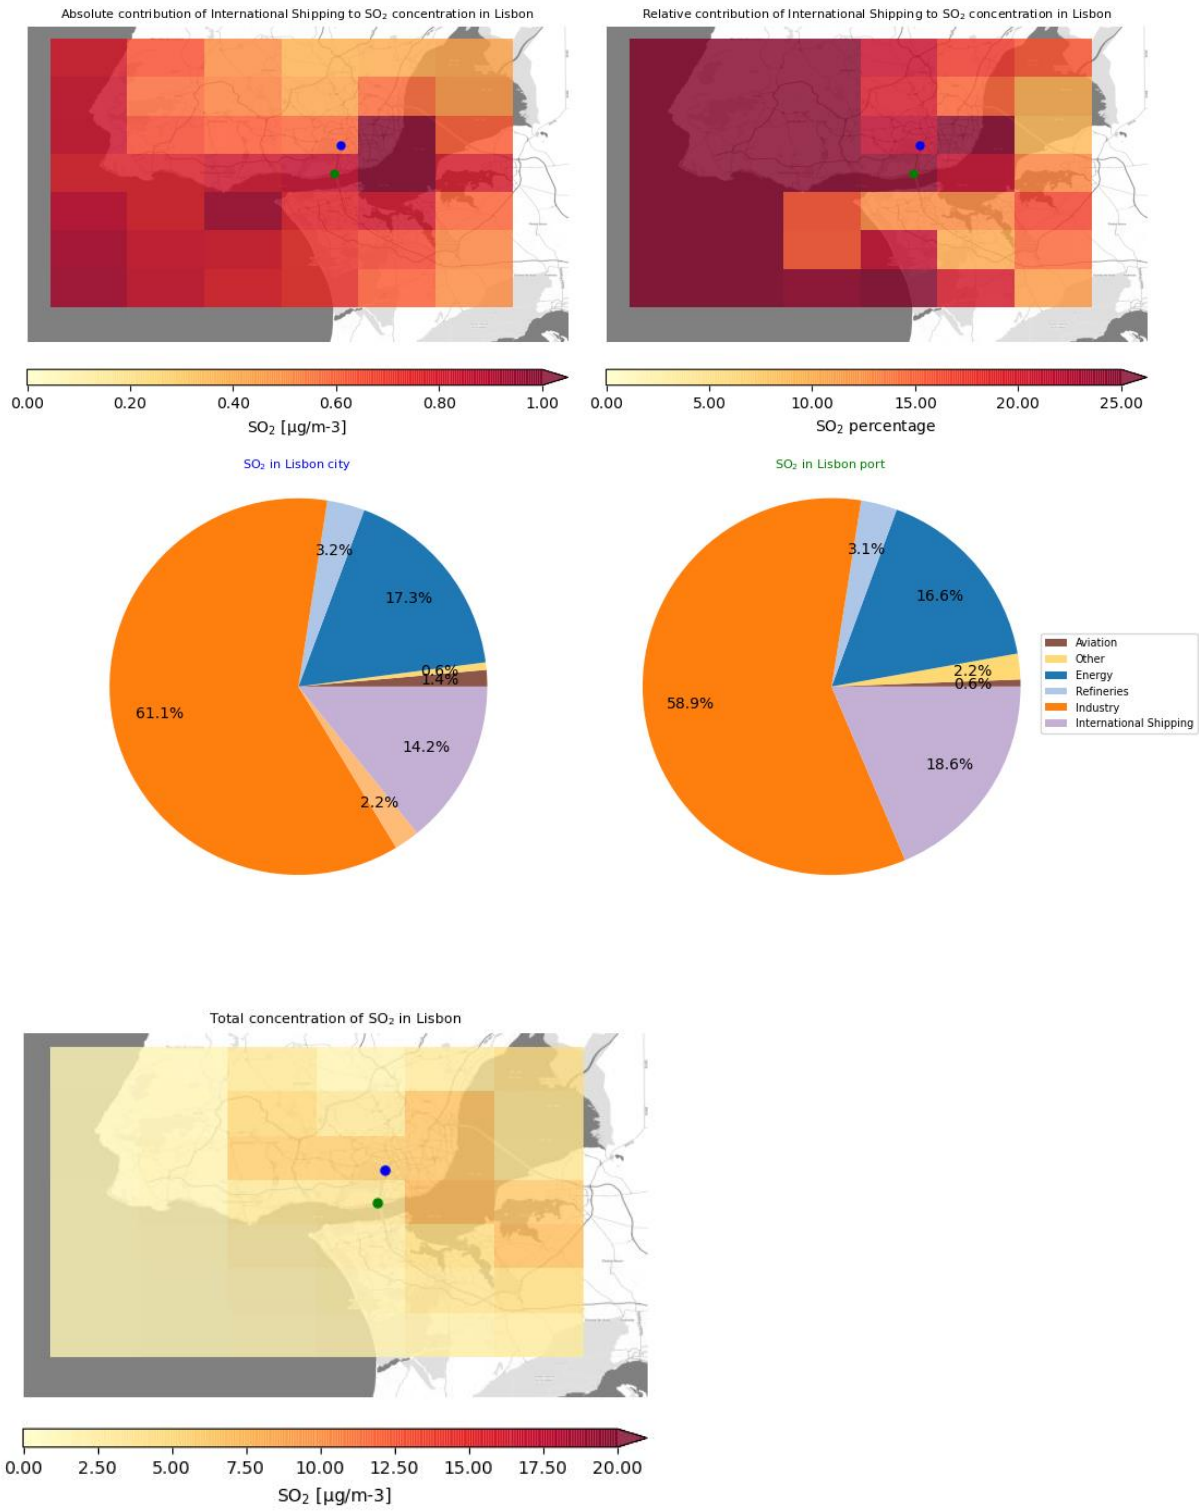 Absolute contribution of International Shipping to SO₂ concentration in Lisbon
Relative contribution of International Shipping to SO₂ concentration in Lisbon
0.00 0.20 0.40 0.60 0.80 1.00
SO₂ [µg/m-3]
0.00 5.00 10.00 15.00 20.00 25.00
SO₂ percentage
SO₂ in Lisbon city
3.2%
17.3%
0.6%
1.4%
61.1%
14.2%
2.2%
SO₂ in Lisbon port
3.1%
16.6%
2.2%
0.6%
58.9%
18.6%
Aviation
Other
Energy
Refineries
Industry
International Shipping
Total concentration of SO₂ in Lisbon
0.00 2.50 5.00 7.50 10.00 12.50 15.00 17.50 20.00
SO₂ [µg/m-3]